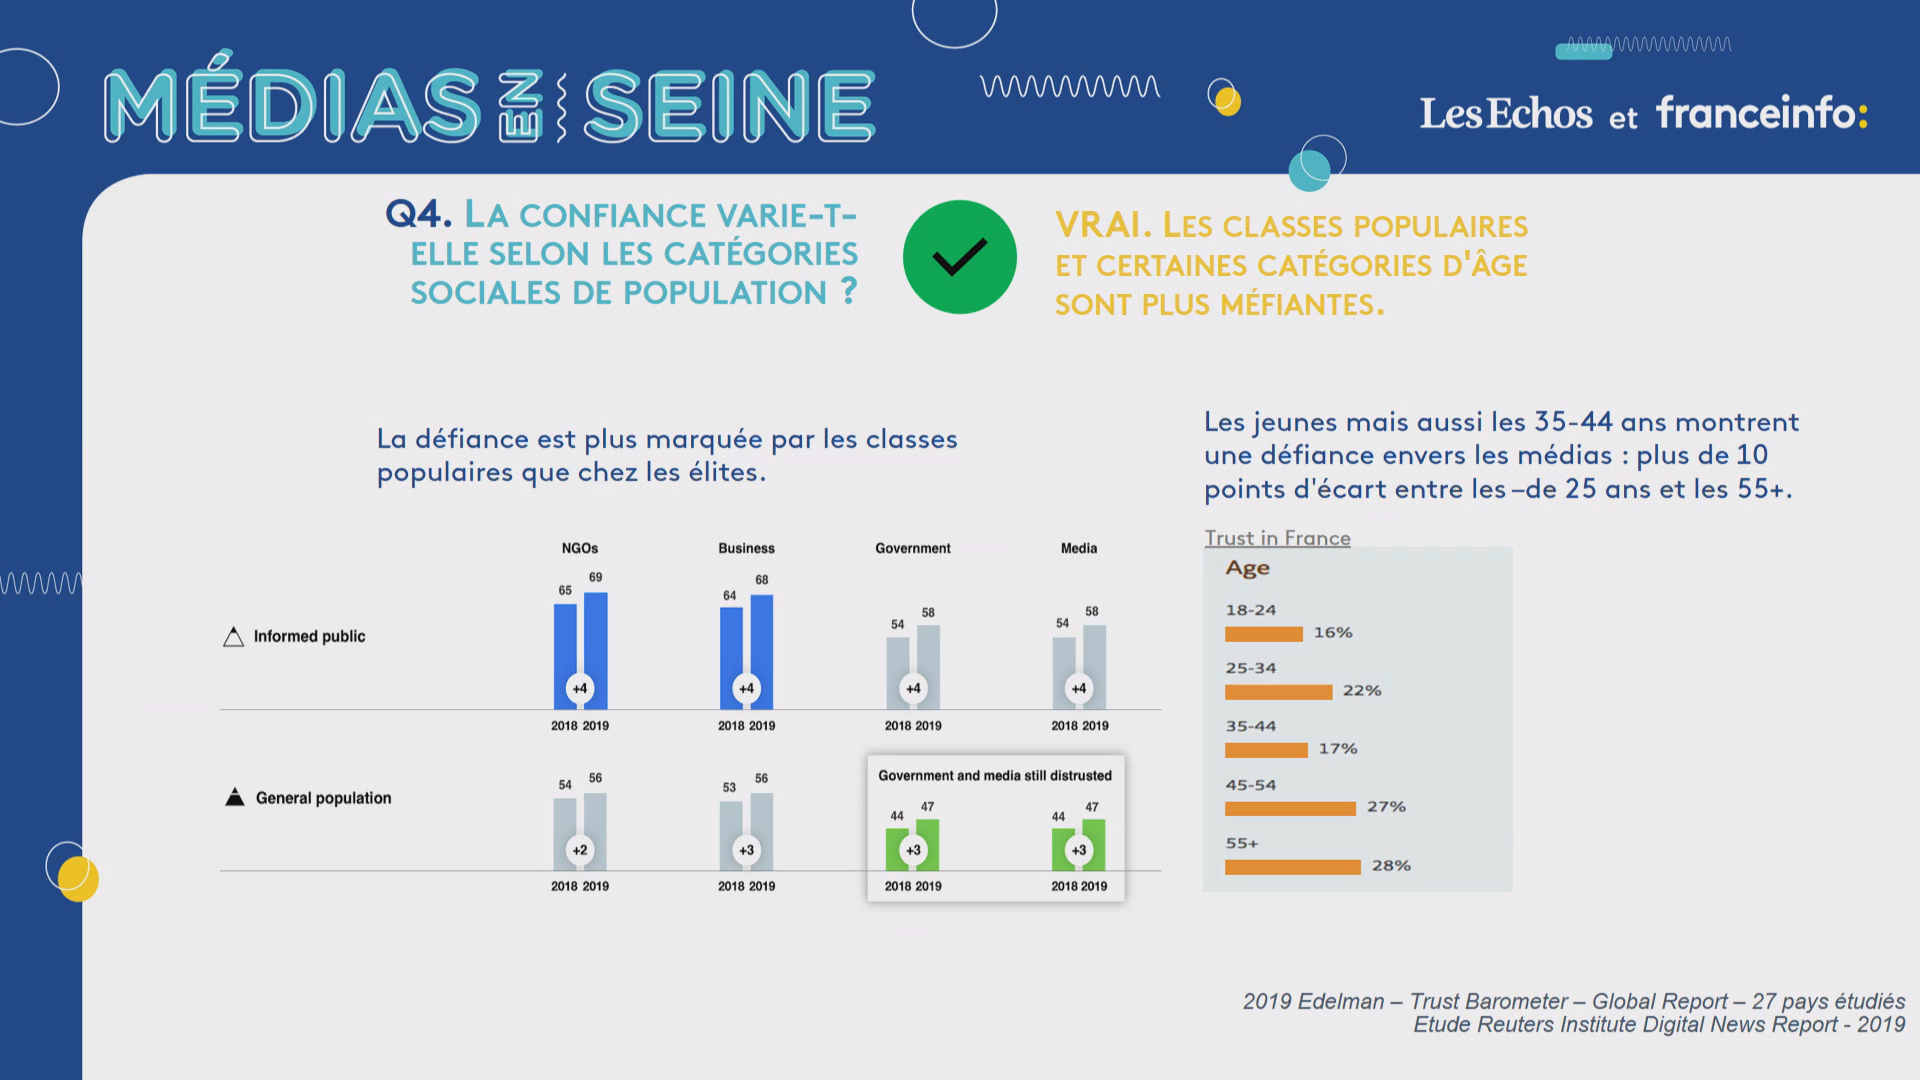 MÉDIAS EN SEINE
Les Echos et franceinfo:
Q4. LA CONFIANCE VARIE-T-
ELLE SELON LES CATÉGORIES
SOCIALES DE POPULATION ?
VRAI. LES CLASSES POPULAIRES
ET CERTAINES CATÉGORIES D'ÂGE
SONT PLUS MÉFIANTES.
La défiance est plus marquée par les classes
populaires que chez les élites.
NGOs Business Government Media
Informed public
65 69 64 68 54 58 54 58
+4 +4 +4 +4
2018 2019 2018 2019 2018 2019 2018 2019
General population
Government and media still distrusted
54 56 53 56 44 47 44 47
+2 +3 +3 +3
2018 2019 2018 2019 2018 2019 2018 2019
Les jeunes mais aussi les 35-44 ans montrent
une défiance envers les médias : plus de 10
points d'écart entre les –de 25 ans et les 55+.
Trust in France
Age
18-24
16%
25-34
22%
35-44
17%
45-54
27%
55+
28%
2019 Edelman – Trust Barometer – Global Report – 27 pays étudiés
Etude Reuters Institute Digital News Report - 2019